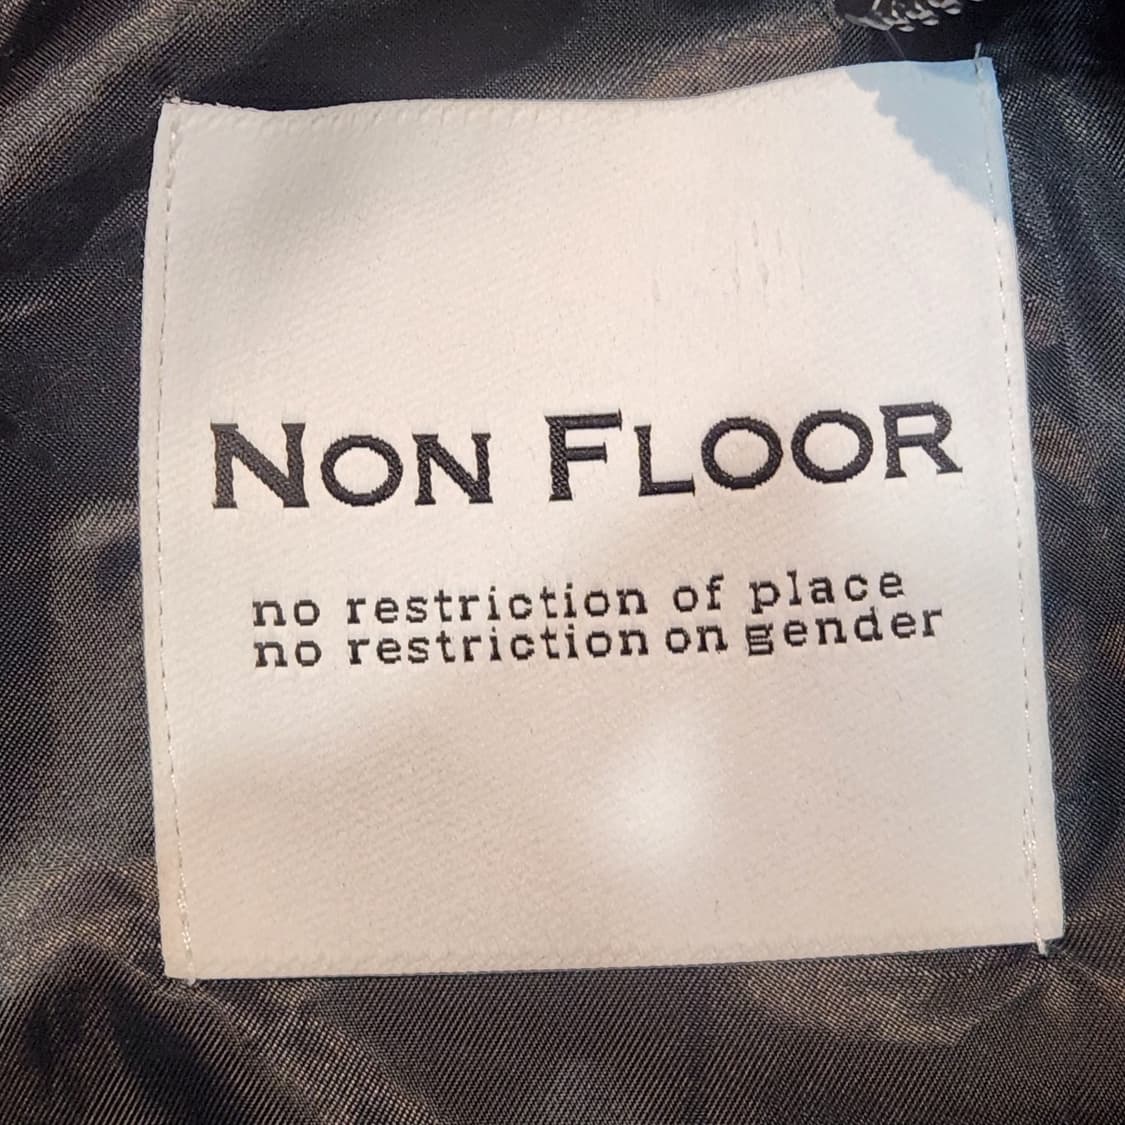 NON FLOOR
no restriction of place
no restriction on gender